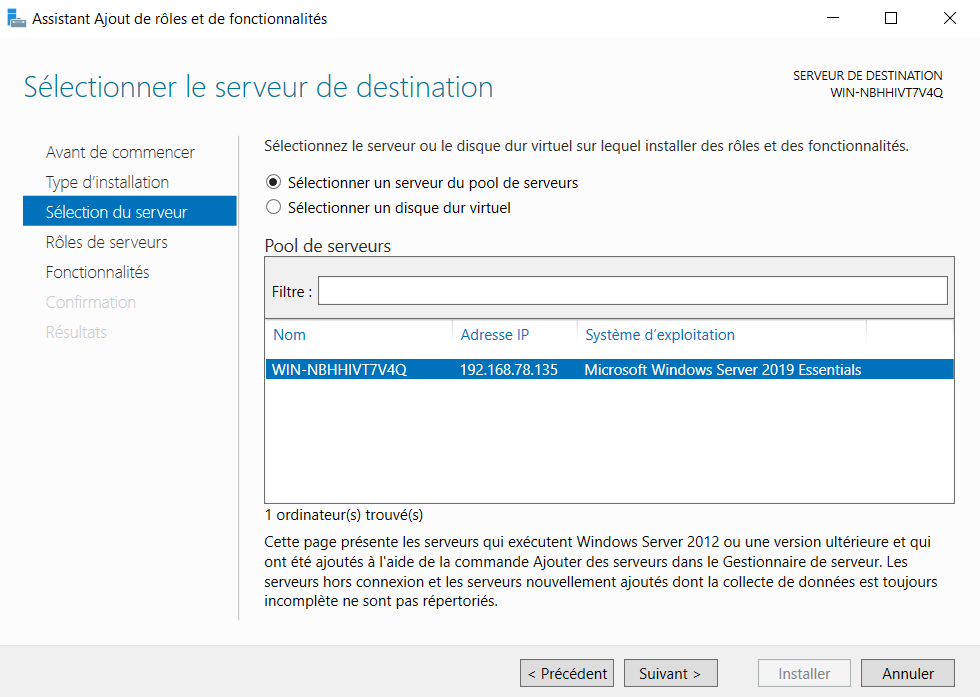 Assistant Ajout de rôles et de fonctionnalités
Sélectionner le serveur de destination
SERVEUR DE DESTINATION
WIN-NBHHIVT7V4Q
Avant de commencer
Type d'installation
Sélection du serveur
Rôles de serveurs
Fonctionnalités
Confirmation
Résultats
Sélectionnez le serveur ou le disque dur virtuel sur lequel installer des rôles et des fonctionnalités.
Sélectionner un serveur du pool de serveurs
Sélectionner un disque dur virtuel
Pool de serveurs
Filtre :
Nom Adresse IP Système d'exploitation
WIN-NBHHIVT7V4Q 192.168.78.135 Microsoft Windows Server 2019 Essentials
1 ordinateur(s) trouvé(s)
Cette page présente les serveurs qui exécutent Windows Server 2012 ou une version ultérieure et qui
ont été ajoutés à l'aide de la commande Ajouter des serveurs dans le Gestionnaire de serveur. Les
serveurs hors connexion et les serveurs nouvellement ajoutés dont la collecte de données est toujours
incomplète ne sont pas répertoriés.
< Précédent Suivant > Installer Annuler